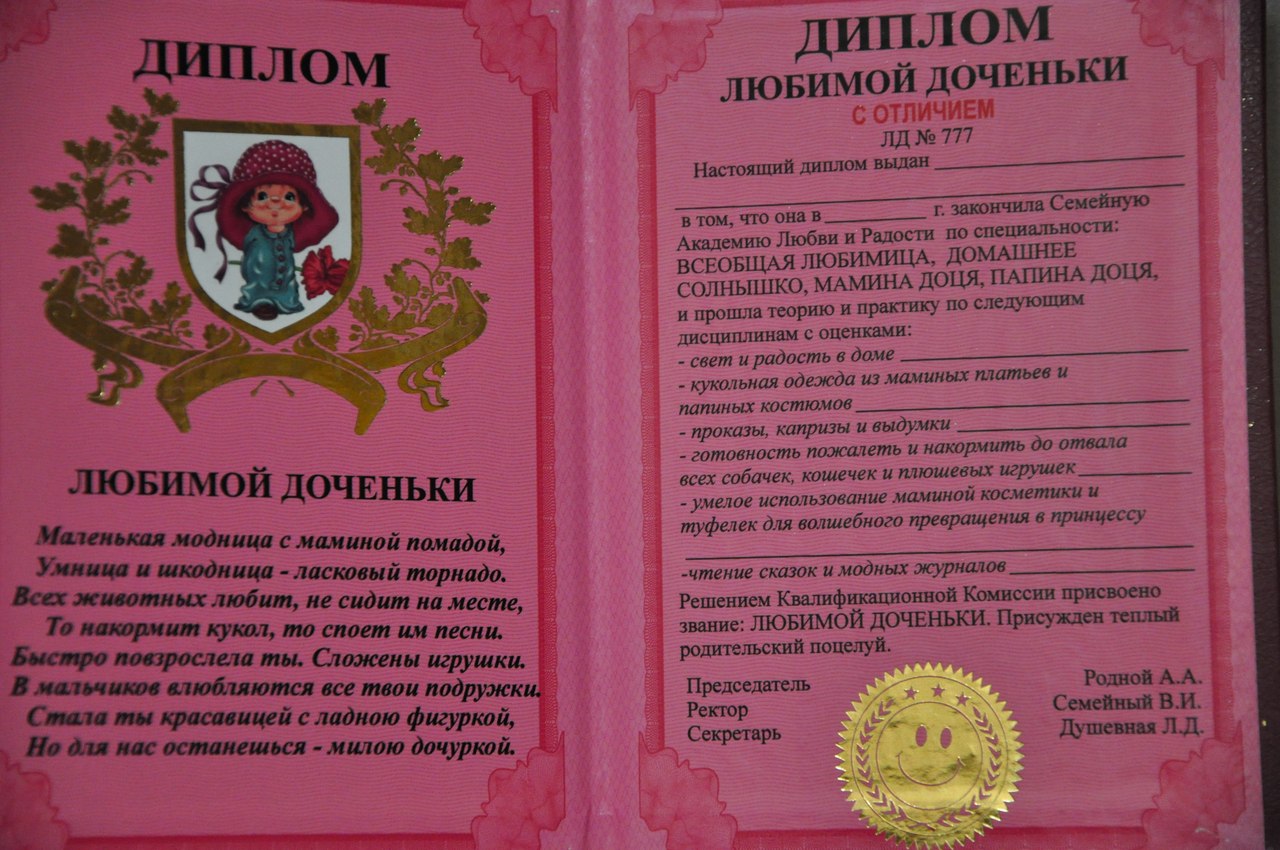 ДИПЛОМ
ЛЮБИМОЙ ДОЧЕНЬКИ
Маленькая модница с маминой помадой,
Умница и шкодница - ласковый торнадо.
Всех животных любит, не сидит на месте,
То накормит кукол, то споет им песни.
Быстро повзрослела ты. Сложены игрушки.
В мальчиков влюбляются все твои подружки.
Стала ты красавицей с ладною фигуркой,
Но для нас останешься - милою дочуркой.
ДИПЛОМ
ЛЮБИМОЙ ДОЧЕНЬКИ
С ОТЛИЧИЕМ
ЛД № 777
Настоящий диплом выдан
в том, что она в г. закончила Семейную
Академию Любви и Радости по специальности:
ВСЕОБЩАЯ ЛЮБИМИЦА, ДОМАШНЕЕ
СОЛНЫШКО, МАМИНА ДОЦЯ, ПАПИНА ДОЦЯ,
и прошла теорию и практику по следующим
дисциплинам с оценками:
- свет и радость в доме
- кукольная одежда из маминых платьев и
папиных костюмов
- проказы, капризы и выдумки
- готовность пожалеть и накормить до отвала
всех собачек, кошечек и плюшевых игрушек
- умелое использование маминой косметики и
туфелек для волшебного превращения в принцессу
-чтение сказок и модных журналов
Решением Квалификационной Комиссии присвоено
звание: ЛЮБИМОЙ ДОЧЕНЬКИ. Присужден теплый
родительский поцелуй.
Председатель Родной А.А.
Ректор Семейный В.И.
Секретарь Душевная Л.Д.